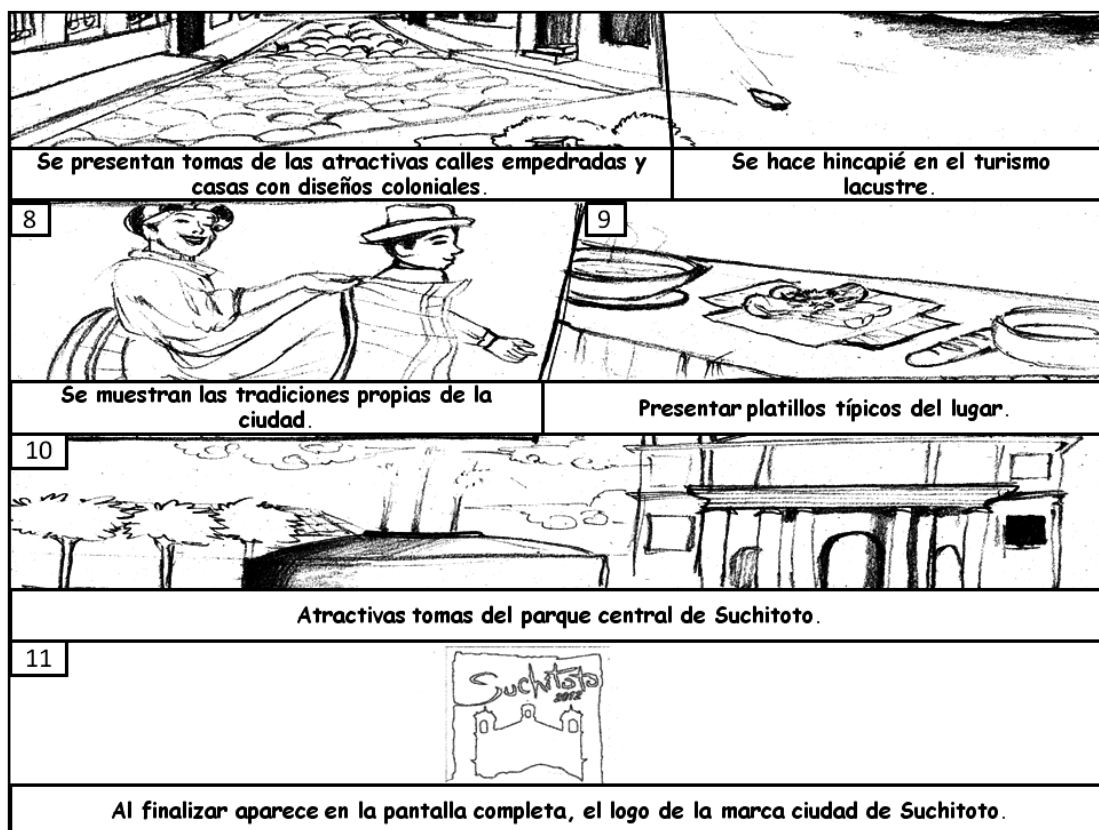 Se presentan tomas de las atractivas calles empedradas y
casas con diseños coloniales.
Se hace hincapié en el turismo
lacustre.
8
9
Se muestran las tradiciones propias de la
ciudad.
Presentar platillos típicos del lugar.
10
Atractivas tomas del parque central de Suchitoto.
11
Suchitoto
2012
Al finalizar aparece en la pantalla completa, el logo de la marca ciudad de Suchitoto.